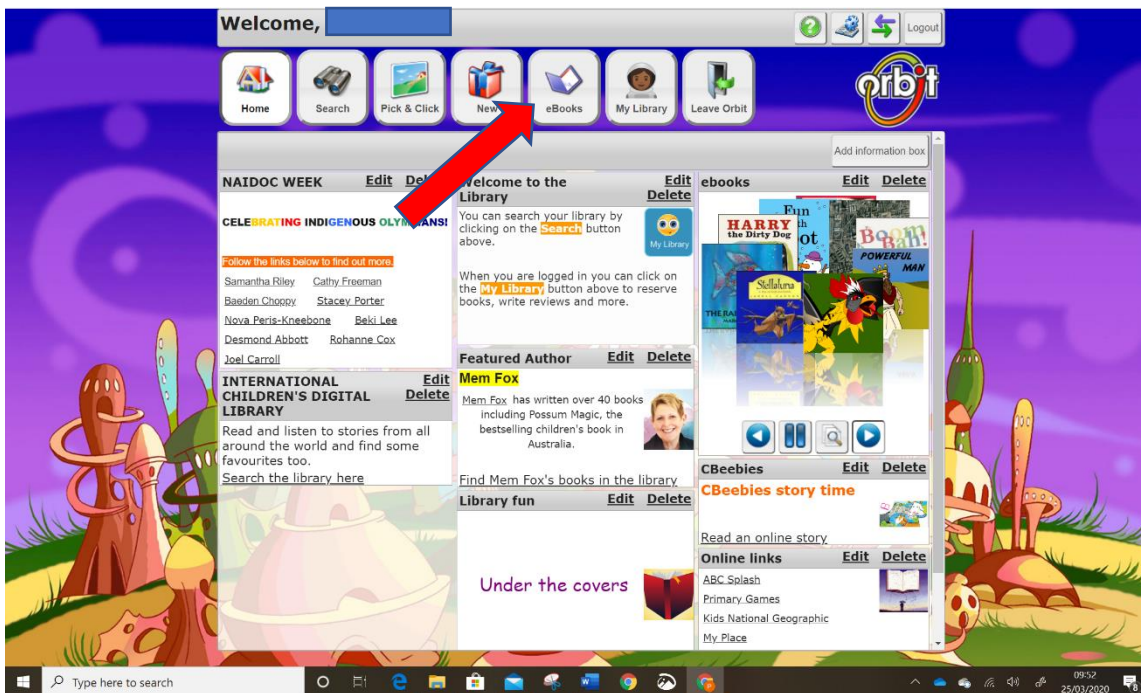 Welcome,
Logout
Home
Search
Pick & Click
New
eBooks
My Library
Leave Orbit
orbit
Add information box
NAIDOC WEEK Edit
CELEBRATING INDIGENOUS
Follow the links below to find out more.
Samantha Riley Cathy Freeman
Baeden Choppy Stacey Porter
Nova Peris-Kneebone Beki Lee
Desmond Abbott Rohanne Cox
Joel Carroll
INTERNATIONAL Edit
CHILDREN'S DIGITAL Delete
LIBRARY
Read and listen to stories from all
around the world and find some
favourites too.
Search the library here
Welcome to the Edit
Library Delete
You can search your library by
clicking on the Search button
above.
My Library
When you are logged in you can click on
the My Library button above to reserve
books, write reviews and more.
Featured Author Edit Delete
Mem Fox
Mem Fox has written over 40 books
including Possum Magic, the
bestselling children's book in
Australia.
Find Mem Fox's books in the library
Library fun Edit Delete
Under the covers
ebooks Edit Delete
Fun
HARRY
the Dirty Dog
Boom
Bah!
POWERFUL
MAN
Stellaluna
CBeebies Edit Delete
CBeebies story time
Read an online story
Online links Edit Delete
ABC Splash
Primary Games
Kids National Geographic
My Place
Type here to search
09:52
25/03/2020